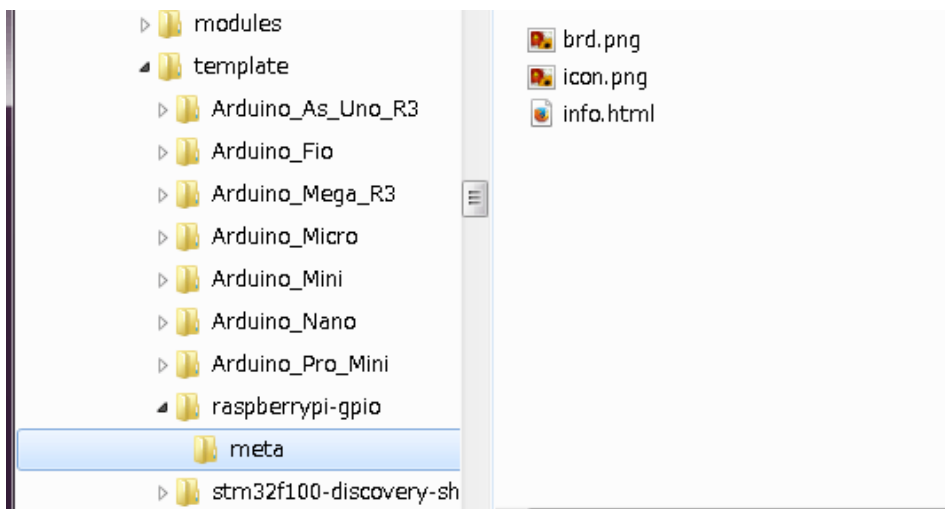 modules
template
Arduino_As_Uno_R3
Arduino_Fio
Arduino_Mega_R3
Arduino_Micro
Arduino_Mini
Arduino_Nano
Arduino_Pro_Mini
raspberrypi-gpio
meta
stm32f100-discovery-sh
brd.png
icon.png
info.html